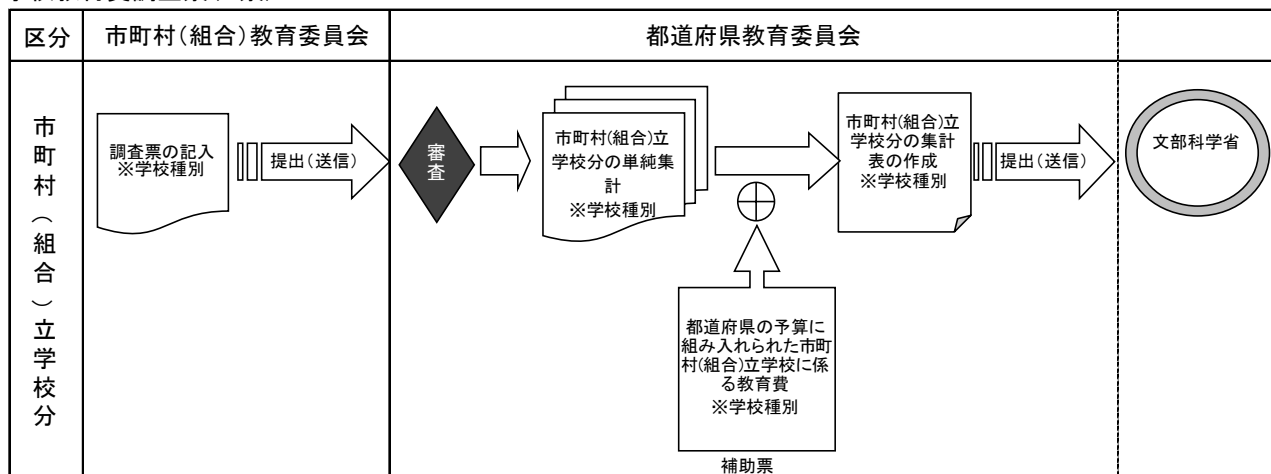 区分
市町村(組合)教育委員会
都道府県教育委員会
市町村（組合）立学校分
調査票の記入
※学校種別
提出(送信)
審査
市町村(組合)立
学校分の単純集
計
※学校種別
市町村(組合)立
学校分の集計
表の作成
※学校種別
提出(送信)
文部科学省
都道府県の予算に
組み入れられた市町
村(組合)立学校に係
る教育費
※学校種別
補助票